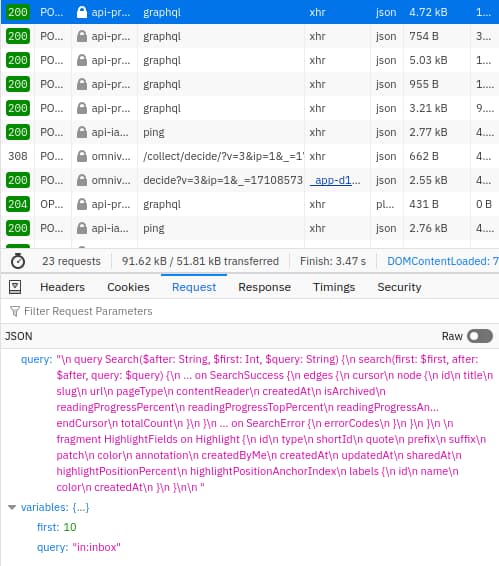 200 PO... api-pr... graphql xhr json 4.72 kB 1...
200 PO... api-pr... graphql xhr json 754 B 3...
200 PO... api-pr... graphql xhr json 5.03 kB 1....
200 PO... api-pr... graphql xhr json 955 B 1....
200 PO... api-pr... graphql xhr json 3.21 kB 9....
200 PO... api-ia... ping xhr json 2.77 kB 4....
308 PO... omniv... /collect/decide/?v=3&ip=1&_=1 xhr json 662 B 4....
200 PO... omniv... decide?v=3&ip=1&_=17108573 _app-d1... json 2.55 kB 4....
204 OP... api-pr... graphql xhr pl... 431 B 0 B
200 PO... api-ia... ping xhr json 2.76 kB 4....
23 requests 91.62 kB / 51.81 kB transferred Finish: 3.47 s DOMContentLoaded: 7
Headers Cookies Request Response Timings Security
Filter Request Parameters
JSON Raw
query: "\n query Search($after: String, $first: Int, $query: String) {\n search(first: $first, after:
$after, query: $query) {\n ... on SearchSuccess {\n edges {\n cursor\n node {\n id\n title\n
slug\n url\n pageType\n contentReader\n createdAt\n isArchived\n
readingProgressPercent\n readingProgressTopPercent\n readingProgressAn...
endCursor\n totalCount\n }\n }\n ... on SearchError {\n errorCodes\n }\n }\n }\n \n
fragment HighlightFields on Highlight {\n id\n type\n shortId\n quote\n prefix\n suffix\n
patch\n color\n annotation\n createdByMe\n createdAt\n updatedAt\n sharedAt\n
highlightPositionPercent\n highlightPositionAnchorIndex\n labels {\n id\n name\n
color\n createdAt\n }\n }\n\n "
variables: {...}
first: 10
query: "in:inbox"